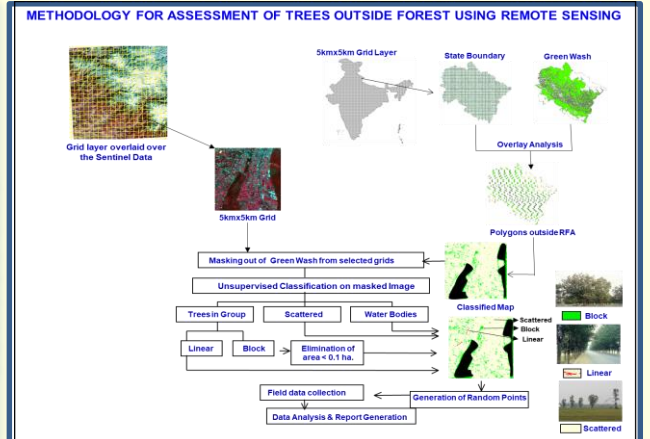 METHODOLOGY FOR ASSESSMENT OF TREES OUTSIDE FOREST USING REMOTE SENSING
5kmx5km Grid Layer
State Boundary
Green Wash
Grid layer overlaid over
the Sentinel Data
Overlay Analysis
5kmx5km Grid
Polygons outside RFA
Masking out of Green Wash from selected grids
Unsupervised Classification on masked Image
Classified Map
Trees in Group
Scattered
Water Bodies
Scattered
Block
Linear
Block
Linear
Block
Elimination of
area < 0.1 ha.
Linear
Field data collection
Generation of Random Points
Data Analysis & Report Generation
Scattered